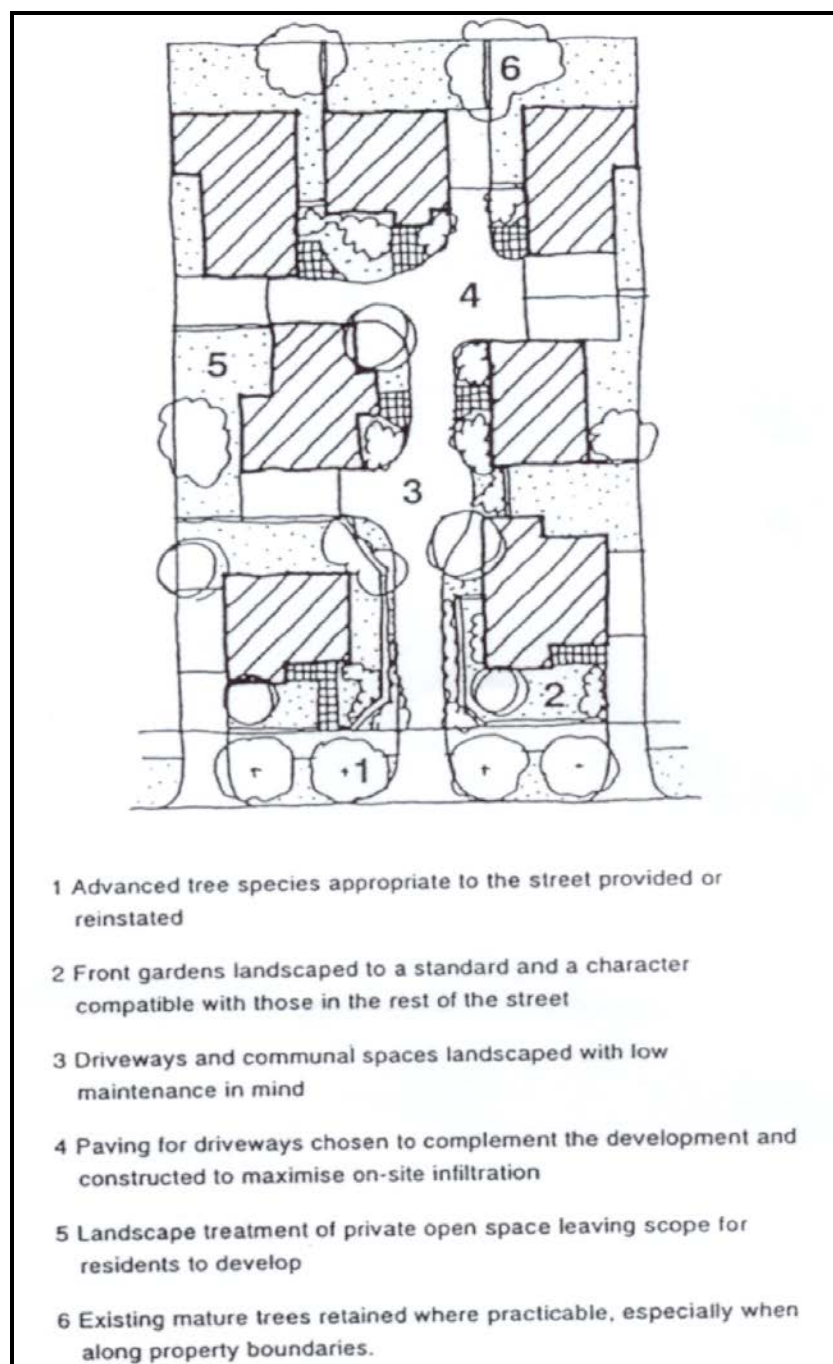 6
4
5
3
2
1
1 Advanced tree species appropriate to the street provided or
reinstated
2 Front gardens landscaped to a standard and a character
compatible with those in the rest of the street
3 Driveways and communal spaces landscaped with low
maintenance in mind
4 Paving for driveways chosen to complement the development and
constructed to maximise on-site infiltration
5 Landscape treatment of private open space leaving scope for
residents to develop
6 Existing mature trees retained where practicable, especially when
along property boundaries.